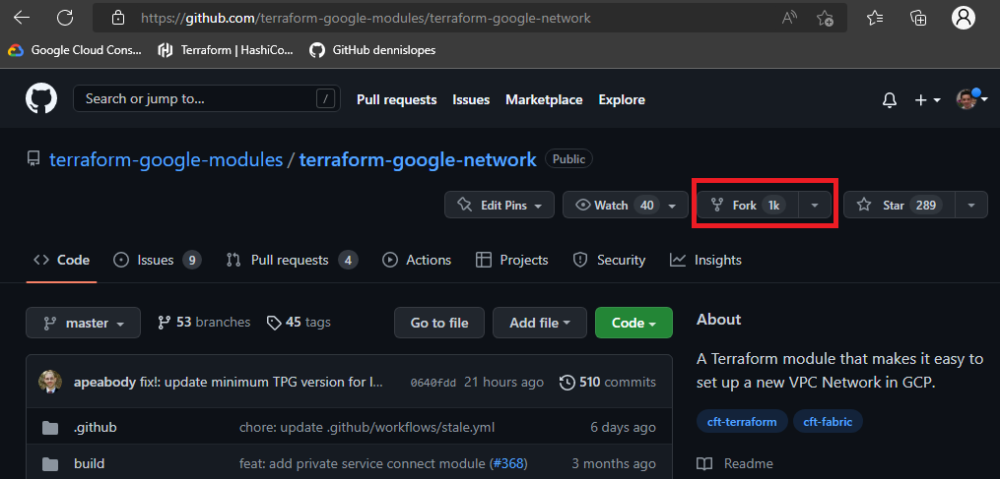 https://github.com/terraform-google-modules/terraform-google-network
Google Cloud Cons... Terraform | HashiCo... GitHub dennislopes
Search or jump to... / Pull requests Issues Marketplace Explore
terraform-google-modules / terraform-google-network Public
Edit Pins Watch 40 Fork 1k Star 289
Code Issues 9 Pull requests 4 Actions Projects Security Insights
master 53 branches 45 tags Go to file Add file Code
About
A Terraform module that makes it easy to
set up a new VPC Network in GCP.
cft-terraform cft-fabric
Readme
apeabody fix!: update minimum TPG version for I... 0640fdd 21 hours ago 510 commits
.github chore: update .github/workflows/stale.yml 6 days ago
build feat: add private service connect module (#368) 3 months ago